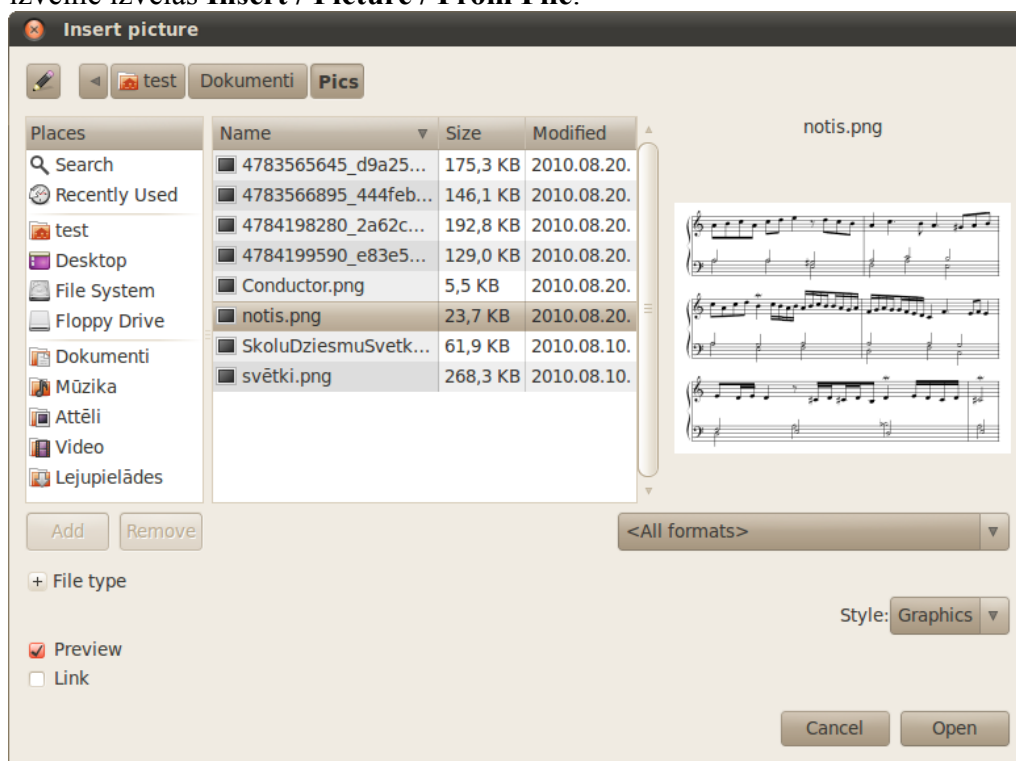 izvēlas Insert / Picture / From File.
Insert picture
test Dokumenti Pics
Places
Search
Recently Used
test
Desktop
File System
Floppy Drive
Dokumenti
Mūzika
Attēli
Video
Lejupielādes
Name Size Modified
4783565645_d9a25... 175,3 KB 2010.08.20.
4783566895_444feb... 146,1 KB 2010.08.20.
4784198280_2a62c... 192,8 KB 2010.08.20.
4784199590_e83e5... 129,0 KB 2010.08.20.
Conductor.png 5,5 KB 2010.08.20.
notis.png 23,7 KB 2010.08.20.
SkoluDziesmuSvetk... 61,9 KB 2010.08.10.
svētki.png 268,3 KB 2010.08.10.
notis.png
Add Remove
<All formats>
File type
Style: Graphics
Preview
Link
Cancel Open